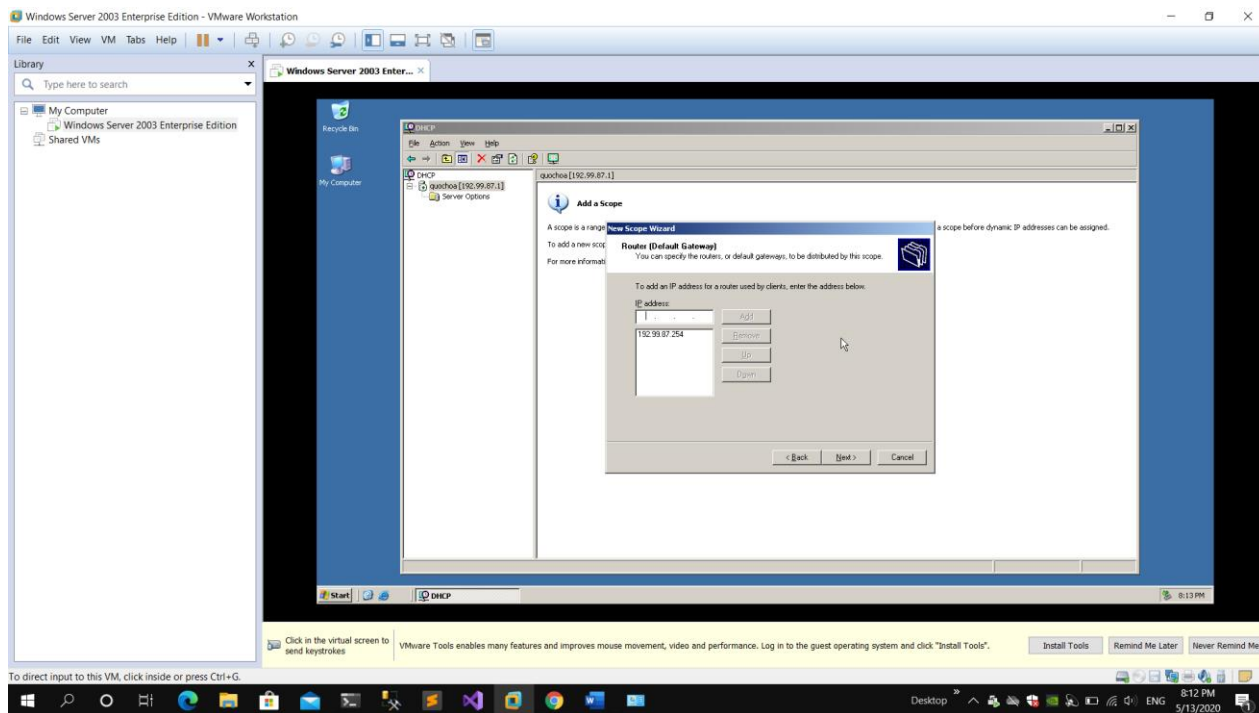 Windows Server 2003 Enterprise Edition - VMware Workstation
File Edit View VM Tabs Help
Library x
Windows Server 2003 Enter... ×
Type here to search
My Computer
Windows Server 2003 Enterprise Edition
Shared VMs
Recycle Bin
My Computer
DHCP
File Action View Help
DHCP
quochoa [192.99.87.1]
Server Options
quochoa [192.99.87.1]
Add a Scope
A scope is a range
a scope before dynamic IP addresses can be assigned.
To add a new scop
For more informati
New Scope Wizard
Router (Default Gateway)
You can specify the routers, or default gateways, to be distributed by this scope.
To add an IP address for a router used by clients, enter the address below.
IP address:
Add
192.99.87.254
Remove
Up
Down
< Back Next > Cancel
Start DHCP 8:13 PM
Click in the virtual screen to
send keystrokes
VMware Tools enables many features and improves mouse movement, video and performance. Log in to the guest operating system and click "Install Tools".
Install Tools Remind Me Later Never Remind Me
To direct input to this VM, click inside or press Ctrl+G.
Desktop » ENG 8:12 PM
5/13/2020